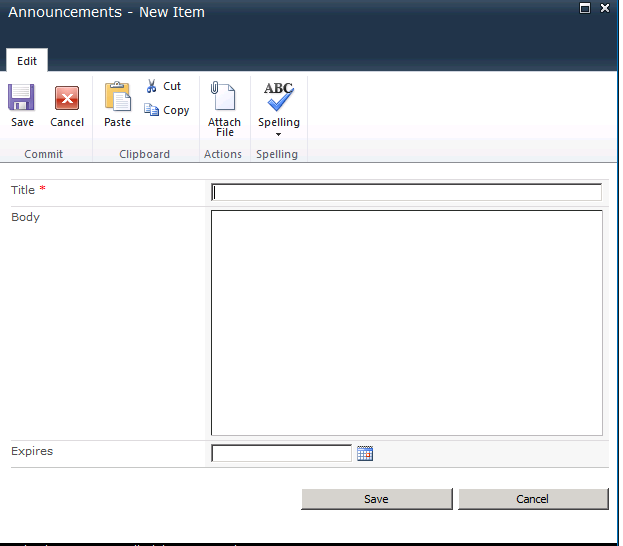 Announcements - New Item
Edit
Save
Cancel
Paste
Cut
Copy
Attach
File
ABC
Spelling
Commit
Clipboard
Actions
Spelling
Title *
Body
Expires
Save
Cancel